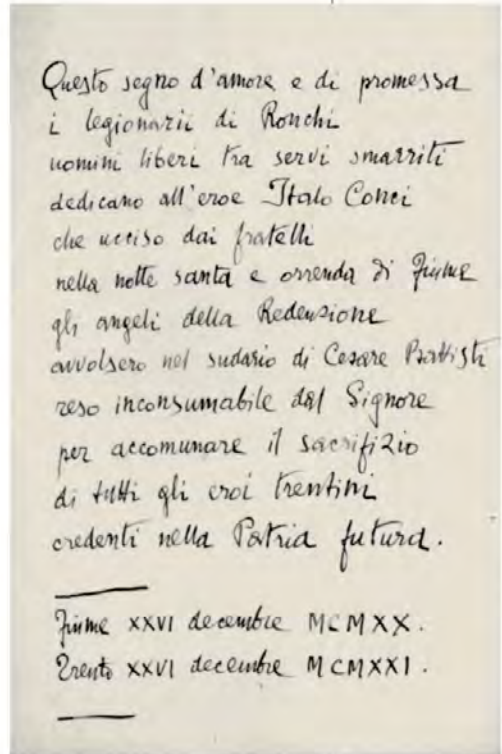 Questo segno d'amore e di promessa
i legionarii di Ronchi
uomini liberi tra servi smarriti
dedicano all'eroe Italo Conci
che ucciso dai fratelli
nella notte santa e orrenda di Fiume
gli angeli della Redenzione
avvolsero nel sudario di Cesare Battisti
reso inconsumabile dal Signore
per accomunare il sacrifizio
di tutti gli eroi trentini
credenti nella Patria futura.
Fiume XXVI decembre MCMXX.
Trento XXVI decembre MCMXXI.